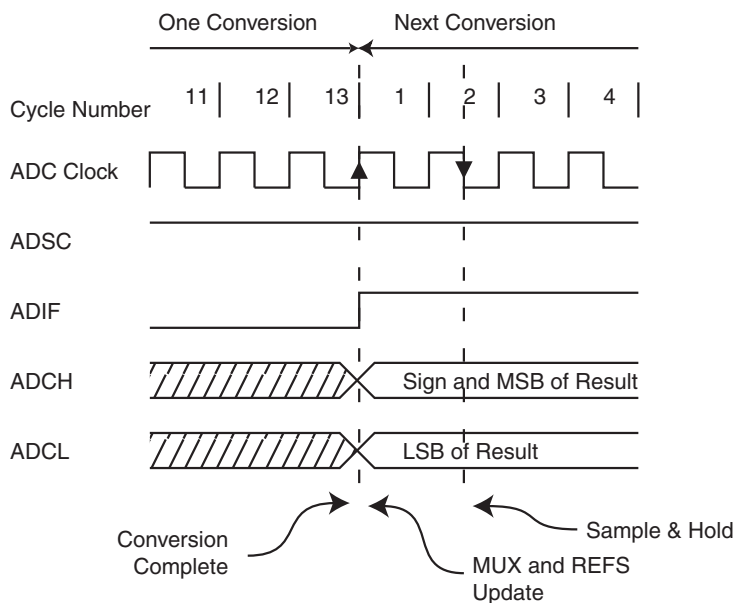 One Conversion Next Conversion
Cycle Number 11 12 13 1 2 3 4
ADC Clock
ADSC
ADIF
ADCH Sign and MSB of Result
ADCL LSB of Result
Conversion
Complete
MUX and REFS
Update
Sample & Hold